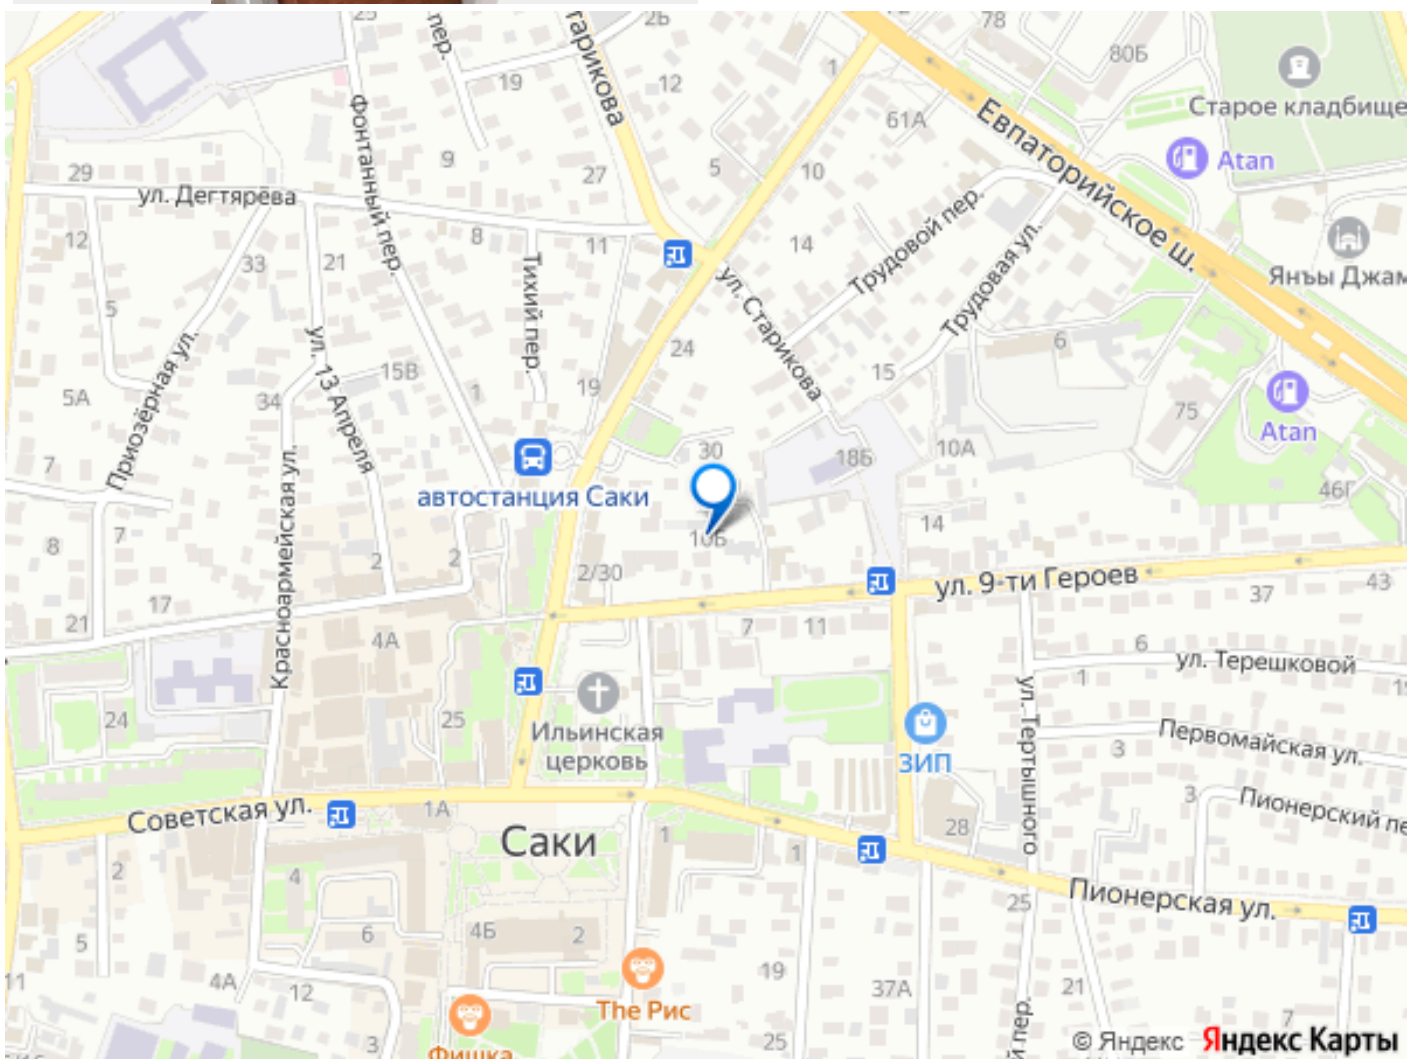 25
пер.
тарикова
2Б
78
80Б
19
12
1
61А
Старое кладбище
Евпаторийское ш.
Atan
Фонтанный пер.
9
5
10
27
29
ул. Дегтярёва
Трудовой пер.
12
8
11
14
Янъы Джам
33
21
Тихий пер.
ул. Старикова
Трудовая ул.
5
Приозёрная ул.
ул. 13 Апреля
24
6
15В
1
19
15
5А
34
75
Atan
30
7
18Б
10А
46Г
автостанция Саки
Красноармейская ул.
7
8
10Б
14
2
2
2/30
ул. 9-ти Героев
43
37
17
21
4А
7
11
6
ул. Терешковой
1
19
24
25
Ильинская
церковь
ЗИП
ул. Тертышного
Первомайская ул.
3
3
Пионерский пе
Советская ул.
1А
Саки
1
1
28
2
4
Пионерская ул.
25
5
6
4Б
2
11
4А
12
19
37А
21
7
The Рис
й пер.
3
Фишка
25
© Яндекс Яндекс Карты